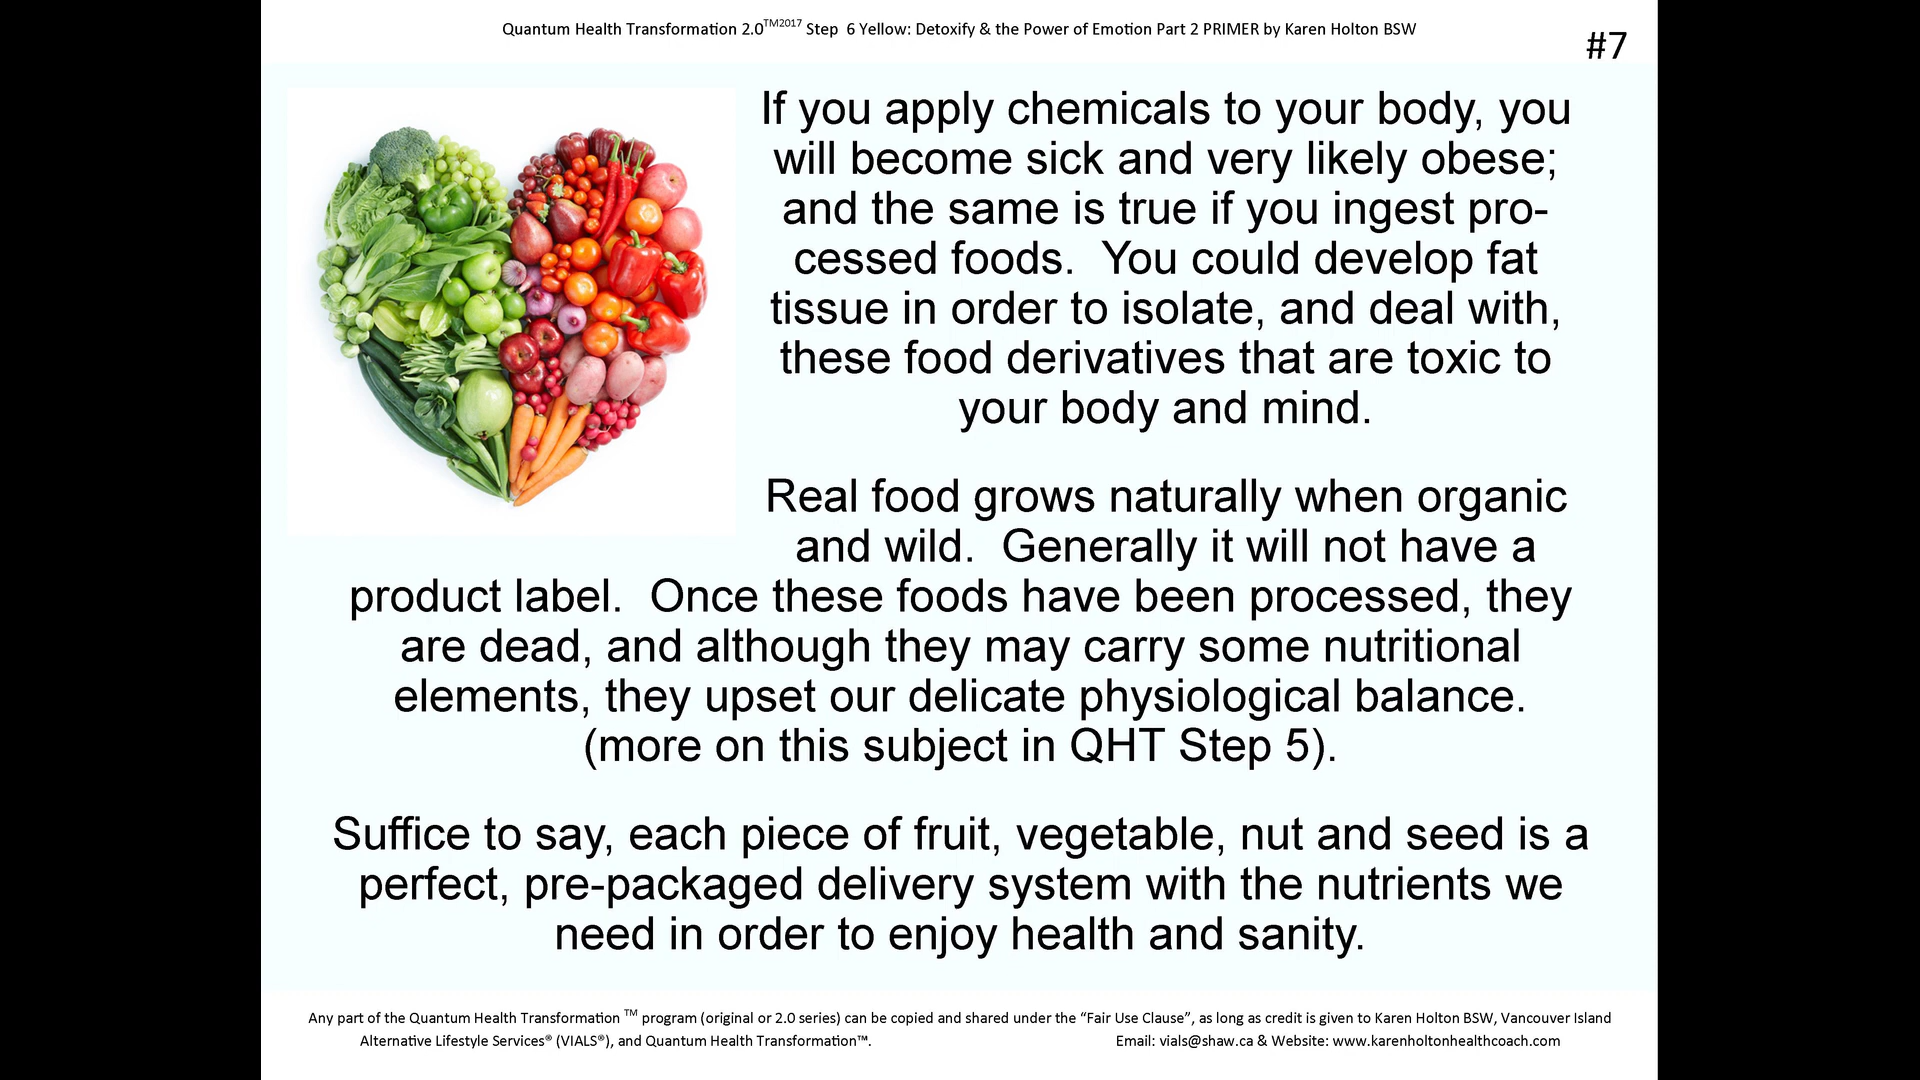 Quantum Health Transformation 2.0TM2017 Step  6 Yellow: Detoxify & the Power of Emotion Part 2 PRIMER by Karen Holton BSW
#7
If you apply chemicals to your body, you
will become sick and very likely obese;
and the same is true if you ingest pro-
cessed foods.  You could develop fat
tissue in order to isolate, and deal with,
these food derivatives that are toxic to
your body and mind.
Real food grows naturally when organic
and wild.  Generally it will not have a
product label.  Once these foods have been processed, they
are dead, and although they may carry some nutritional
elements, they upset our delicate physiological balance.
(more on this subject in QHT Step 5).
Suffice to say, each piece of fruit, vegetable, nut and seed is a
perfect, pre-packaged delivery system with the nutrients we
need in order to enjoy health and sanity.
Any part of the Quantum Health Transformation TM program (original or 2.0 series) can be copied and shared under the “Fair Use Clause”, as long as credit is given to Karen Holton BSW, Vancouver Island
Alternative Lifestyle Services® (VIALS®), and Quantum Health Transformation™. Email: vials@shaw.ca & Website: www.karenholtonhealthcoach.com